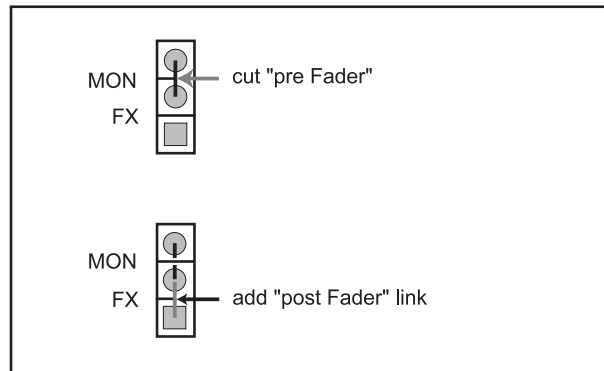 MON
cut "pre Fader"
FX
MON
FX
add "post Fader" link